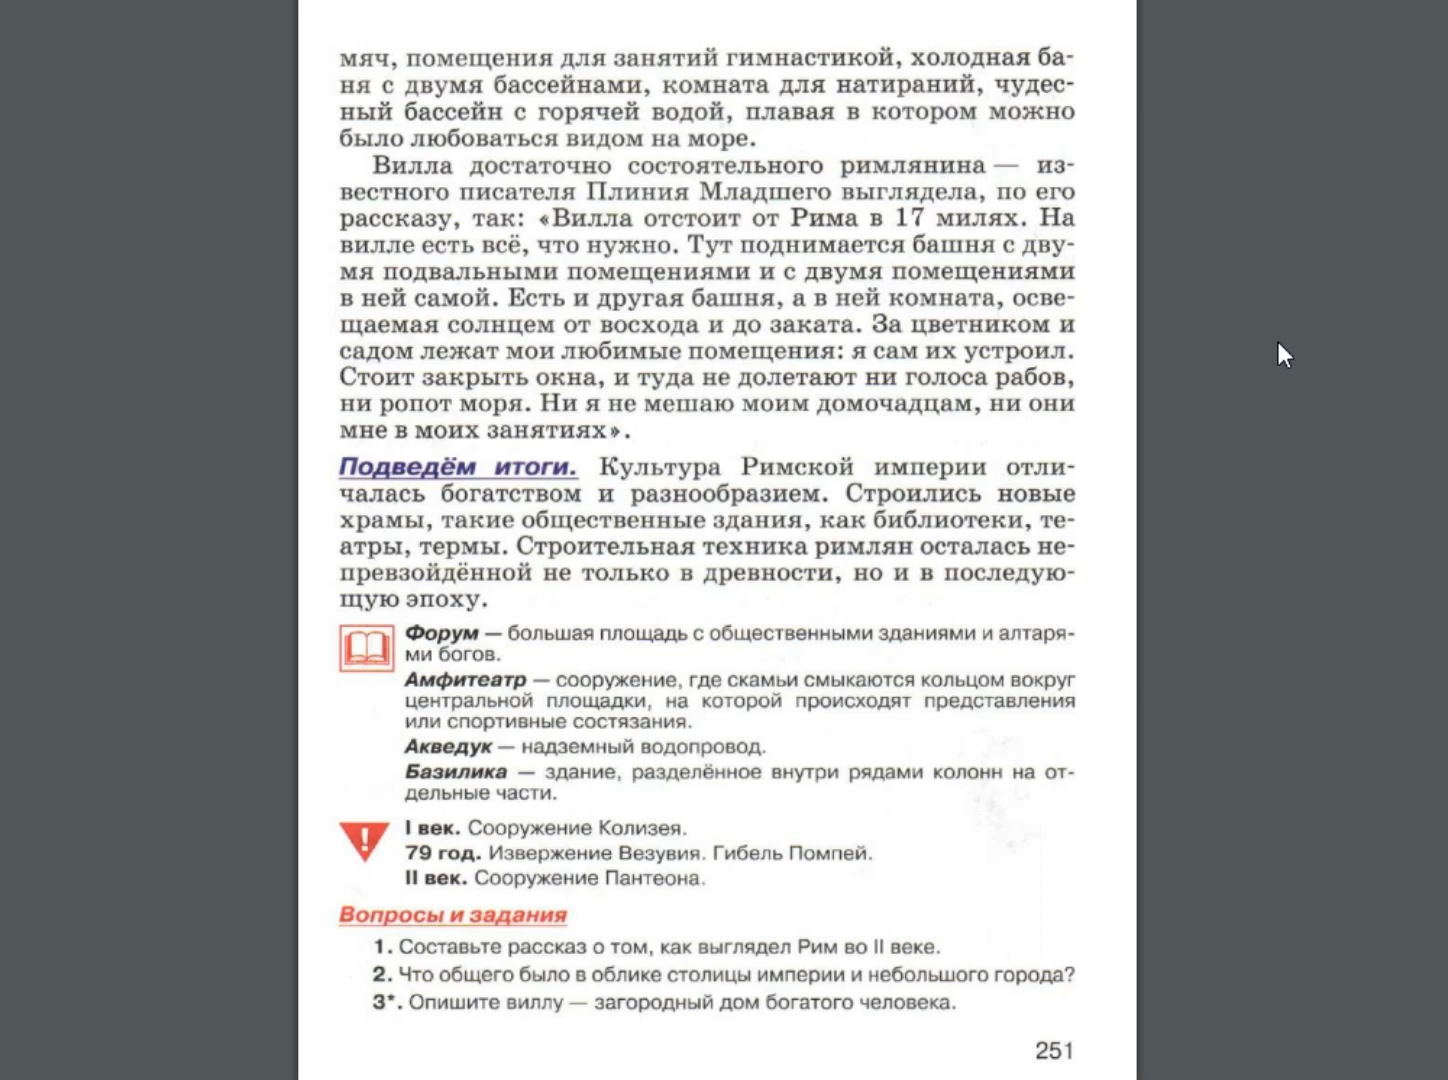 мяч, помещения для занятий гимнастикой, холодная ба-
ня с двумя бассейнами, комната для натираний, чудес-
ный бассейн с горячей водой, плавая в котором можно
было любоваться видом на море.
Вилла достаточно состоятельного римлянина — из-
вестного писателя Плиния Младшего выглядела, по его
рассказу, так: «Вилла отстоит от Рима в 17 милях. На
вилле есть всё, что нужно. Тут поднимается башня с дву-
мя подвальными помещениями и с двумя помещениями
в ней самой. Есть и другая башня, а в ней комната, осве-
щаемая солнцем от восхода и до заката. За цветником и
садом лежат мои любимые помещения: я сам их устроил.
Стоит закрыть окна, и туда не долетают ни голоса рабов,
ни ропот моря. Ни я не мешаю моим домочадцам, ни они
мне в моих занятиях».
Подведём итоги. Культура Римской империи отли-
чалась богатством и разнообразием. Строились новые
храмы, такие общественные здания, как библиотеки, те-
атры, термы. Строительная техника римлян осталась не-
превзойдённой не только в древности, но и в последую-
щую эпоху.
Форум — большая площадь с общественными зданиями и алтаря-
ми богов.
Амфитеатр — сооружение, где скамьи смыкаются кольцом вокруг
центральной площадки, на которой происходят представления
или спортивные состязания.
Акведук — надземный водопровод.
Базилика — здание, разделённое внутри рядами колонн на от-
дельные части.
I век. Сооружение Колизея.
79 год. Извержение Везувия. Гибель Помпей.
II век. Сооружение Пантеона.
Вопросы и задания
1. Составьте рассказ о том, как выглядел Рим во II веке.
2. Что общего было в облике столицы империи и небольшого города?
3*. Опишите виллу — загородный дом богатого человека.
251